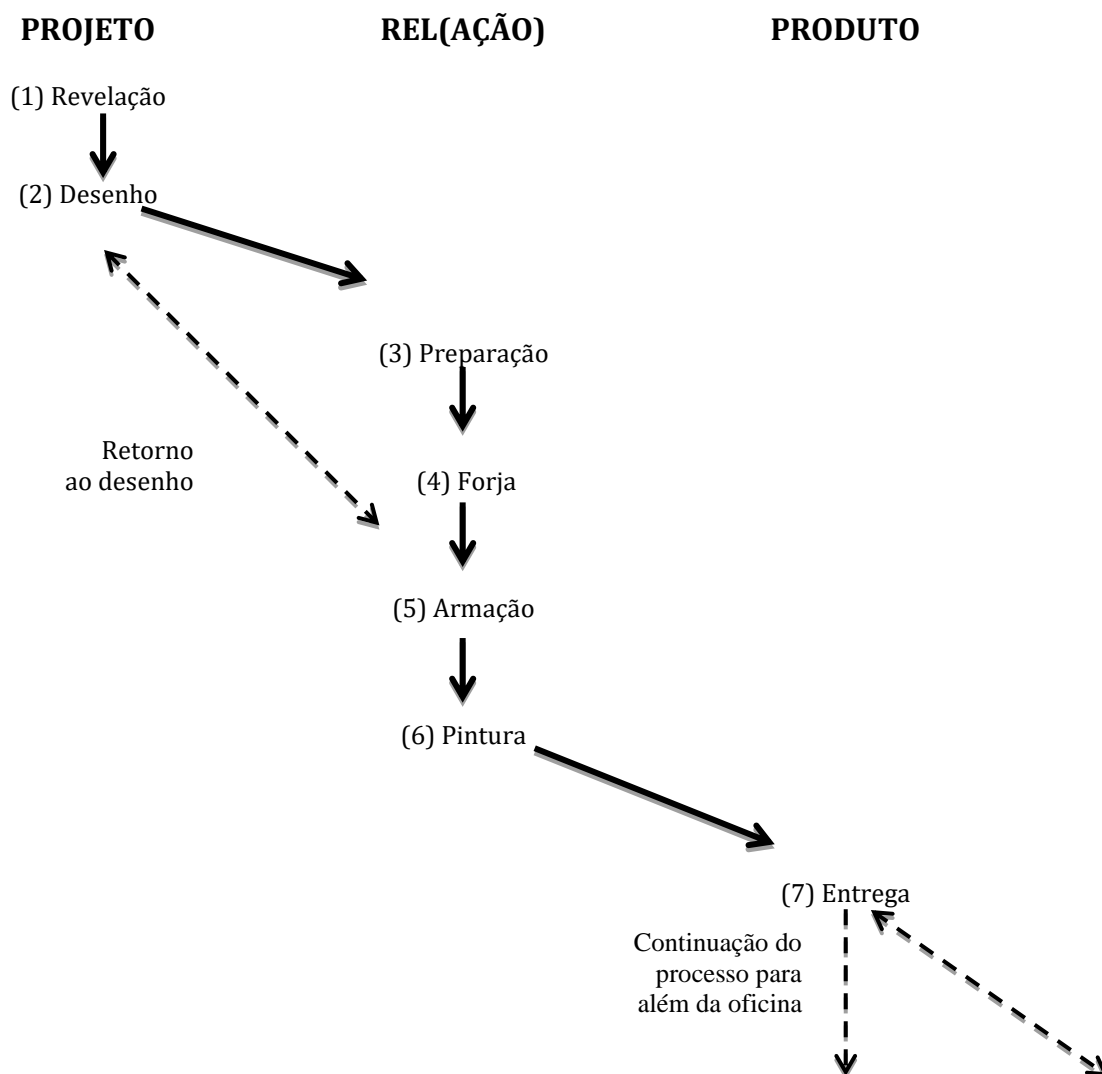 PROJETO REL(AÇÃO) PRODUTO
(1) Revelação
(2) Desenho
(3) Preparação
Retorno
ao desenho
(4) Forja
(5) Armação
(6) Pintura
(7) Entrega
Continuação do
processo para
além da oficina